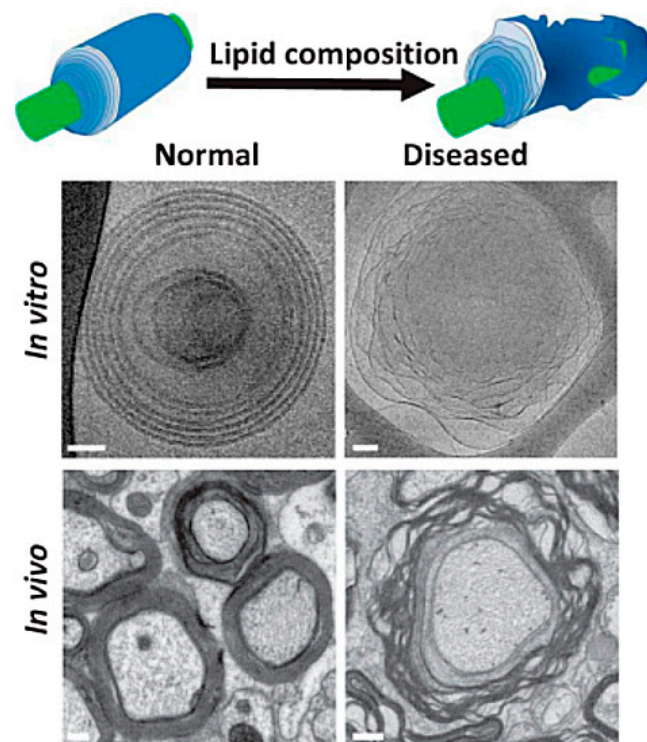 Lipid composition
Normal
Diseased
In vitro
In vivo